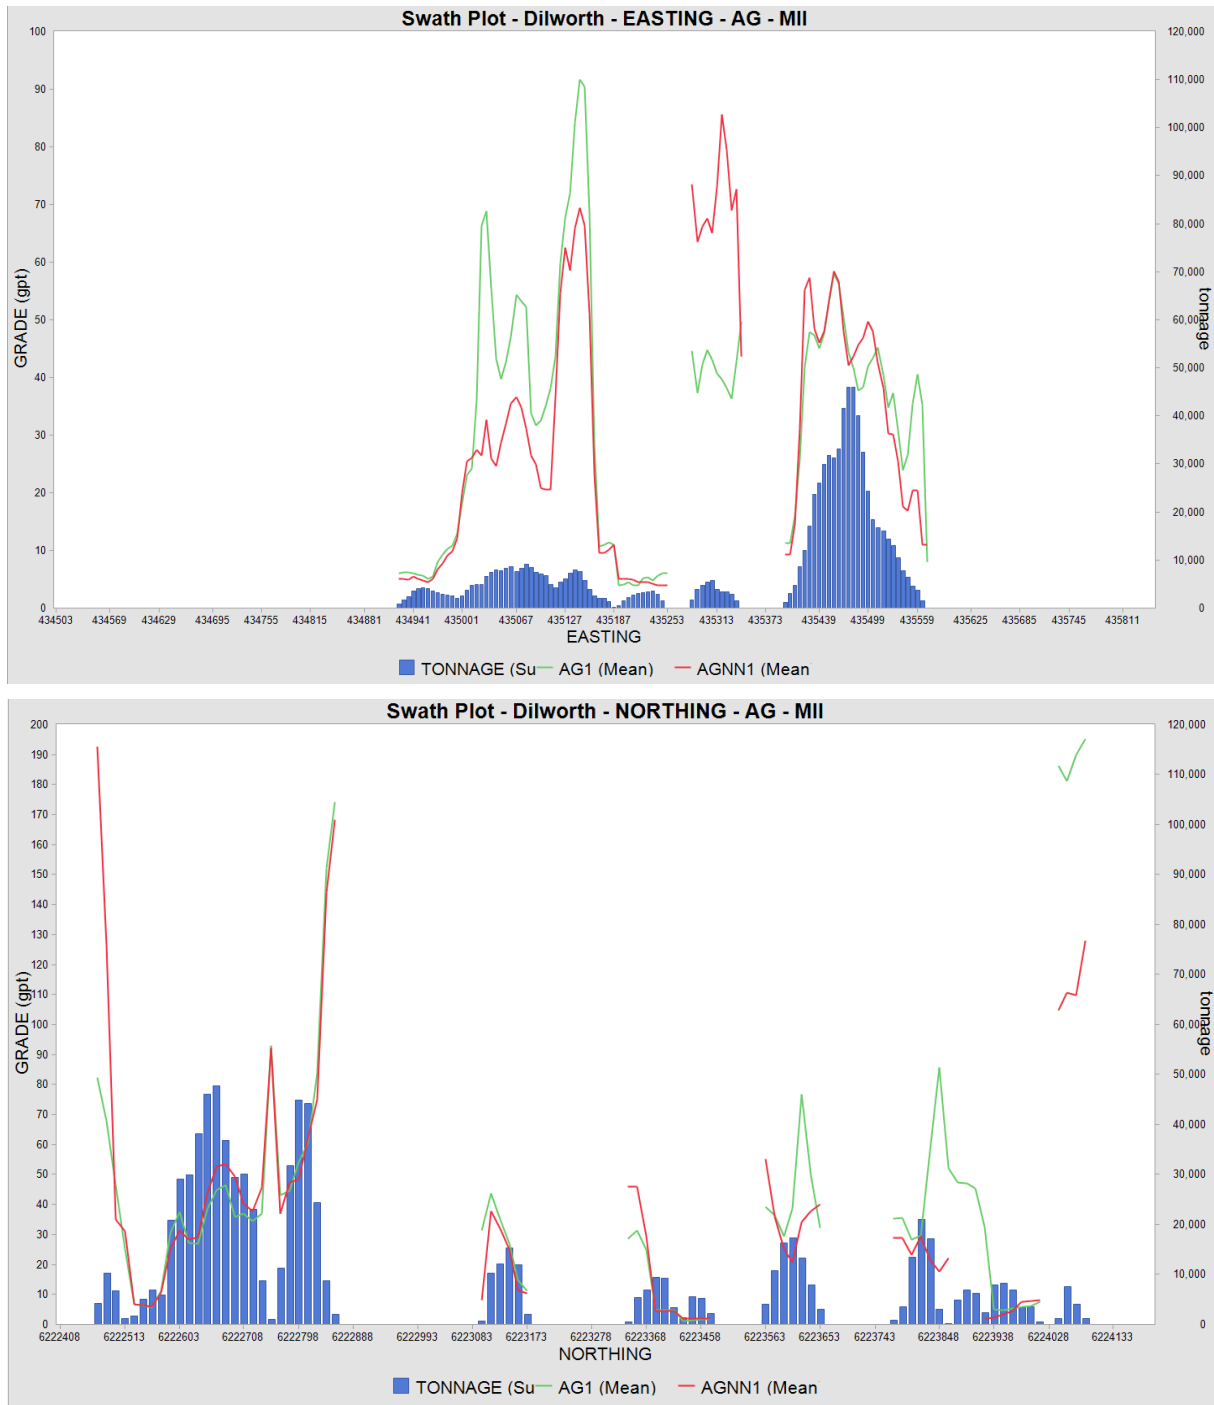 Swath Plot - Dilworth - EASTING - AG - MII
100 120,000
90 110,000
80 100,000
70 90,000
60 80,000
50 70,000
40 60,000
30 50,000
20 40,000
10 30,000
0 20,000
10,000
0
GRADE (gpt)
tonnage
434503 434569 434629 434695 434755 434815 434881 434941 435001 435067 435127 435187 435253 435313 435373 435439 435499 435559 435625 435685 435745 435811
EASTING
TONNAGE (Su AG1 (Mean) AGNN1 (Mean
Swath Plot - Dilworth - NORTHING - AG - MII
200 120,000
190 110,000
180 100,000
170 90,000
160 80,000
150 70,000
140 60,000
130 50,000
120 40,000
110 30,000
100 20,000
90 10,000
80 0
70
60
50
40
30
20
10
0
GRADE (gpt)
tonnage
6222408 6222513 6222603 6222708 6222798 6222888 6222993 6223083 6223173 6223278 6223368 6223458 6223563 6223653 6223743 6223848 6223938 6224028 6224133
NORTHING
TONNAGE (Su AG1 (Mean) AGNN1 (Mean